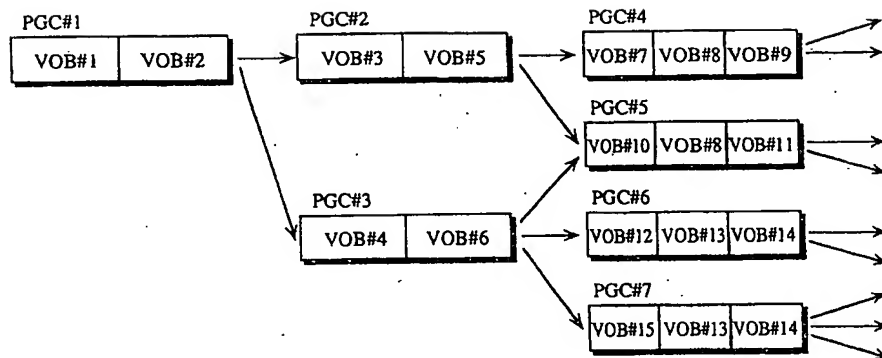 PGC#1
VOB#1 VOB#2
PGC#2
VOB#3 VOB#5
PGC#4
VOB#7 VOB#8 VOB#9
PGC#5
VOB#10 VOB#8 VOB#11
PGC#3
VOB#4 VOB#6
PGC#6
VOB#12 VOB#13 VOB#14
PGC#7
VOB#15 VOB#13 VOB#14